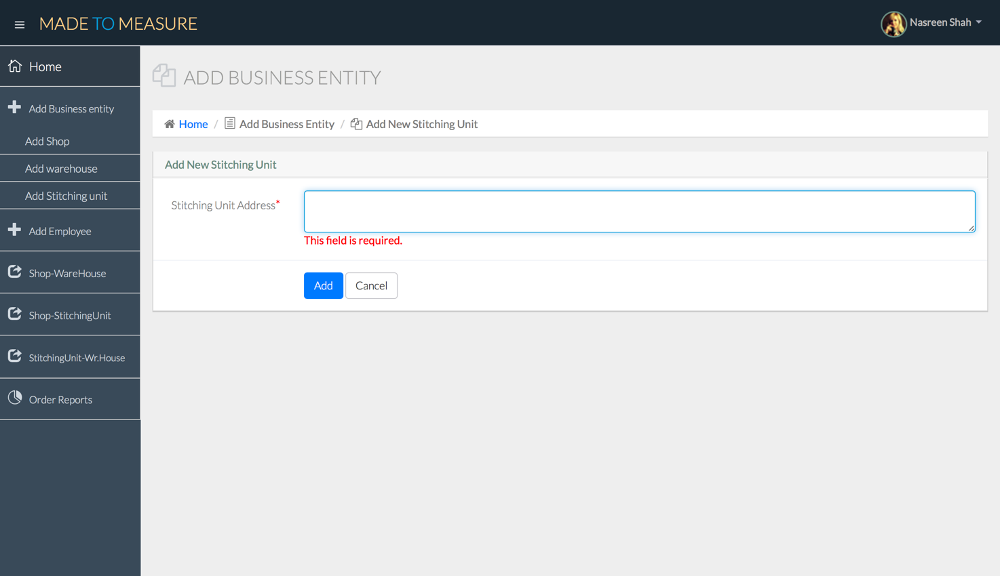 MADE TO MEASURE
Nasreen Shah
Home
Add Business entity
Add Shop
Add warehouse
Add Stitching unit
Add Employee
Shop-WareHouse
Shop-StitchingUnit
StitchingUnit-Wr.House
Order Reports
ADD BUSINESS ENTITY
Home / Add Business Entity / Add New Stitching Unit
Add New Stitching Unit
Stitching Unit Address*
This field is required.
Add Cancel